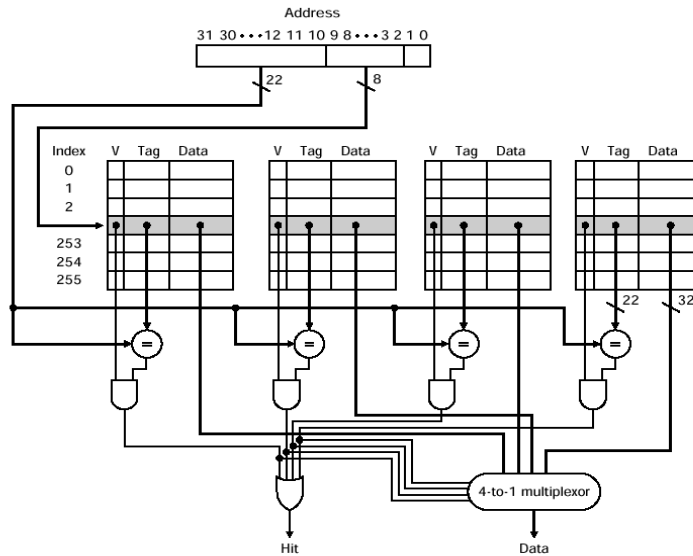 Address
31 30 ••• 12 11 10 9 8 ••• 3 2 1 0
22
8
Index V Tag Data V Tag Data V Tag Data V Tag Data
0
1
2
253
254
255
22
32
=
=
=
=
4-to-1 multiplexor
Hit
Data